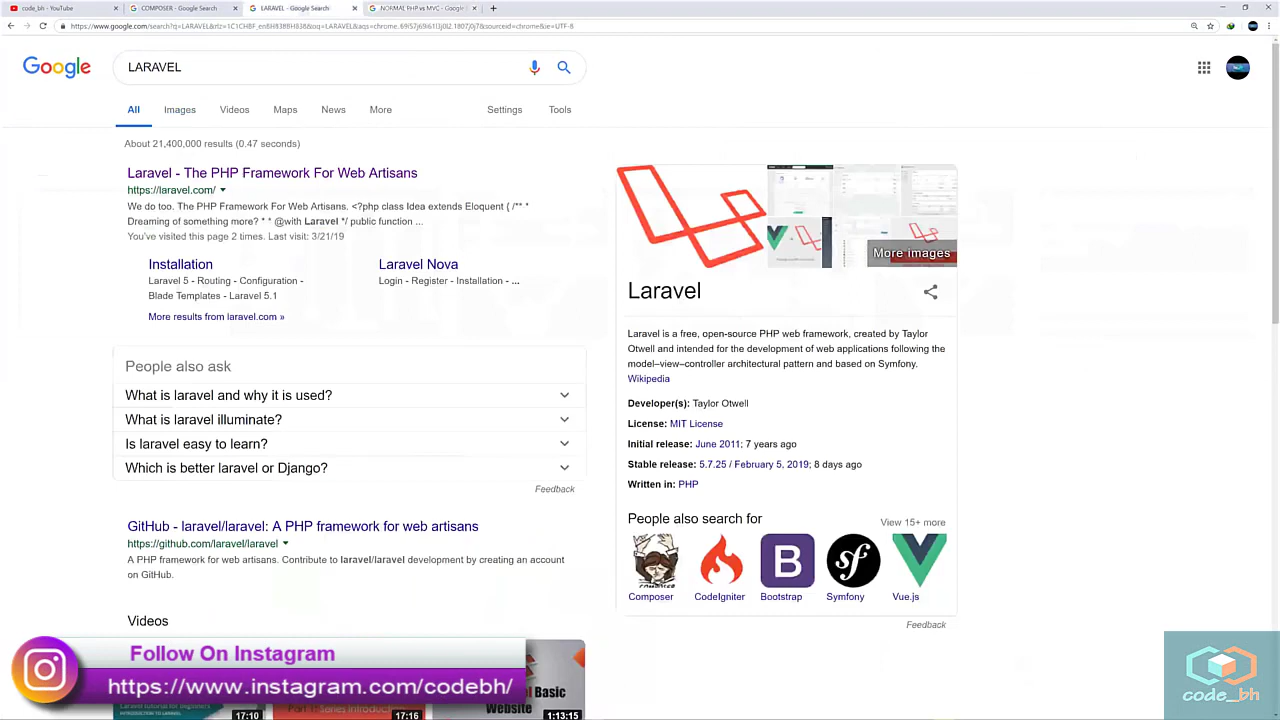 code_bh - YouTube
COMPOSER - Google Search
LARAVEL - Google Search
NORMAL PHP vs MVC - Google
Google
LARAVEL
All
Images
Videos
Maps
News
More
Settings
Tools
About 21,400,000 results (0.47 seconds)
Laravel - The PHP Framework For Web Artisans
https://laravel.com/
We do too. The PHP Framework For Web Artisans. <?php class Idea extends Eloquent { /** *
Dreaming of something more? * * @with Laravel */ public function ...
You've visited this page 2 times. Last visit: 3/21/19
Installation
Laravel 5 - Routing - Configuration -
Blade Templates - Laravel 5.1
Laravel Nova
Login - Register - Installation - ...
More results from laravel.com »
People also ask
What is laravel and why it is used?
What is laravel illuminate?
Is laravel easy to learn?
Which is better laravel or Django?
Feedback
GitHub - laravel/laravel: A PHP framework for web artisans
https://github.com/laravel/laravel
A PHP framework for web artisans. Contribute to laravel/laravel development by creating an account
on GitHub.
Videos
17:10
17:16
Basic
Website
1:13:15
More images
Laravel
Laravel is a free, open-source PHP web framework, created by Taylor
Otwell and intended for the development of web applications following the
model–view–controller architectural pattern and based on Symfony.
Wikipedia
Developer(s): Taylor Otwell
License: MIT License
Initial release: June 2011; 7 years ago
Stable release: 5.7.25 / February 5, 2019; 8 days ago
Written in: PHP
People also search for
View 15+ more
Composer
CodeIgniter
Bootstrap
Symfony
Vue.js
Feedback
Follow On Instagram
https://www.instagram.com/codebh/
code_bh